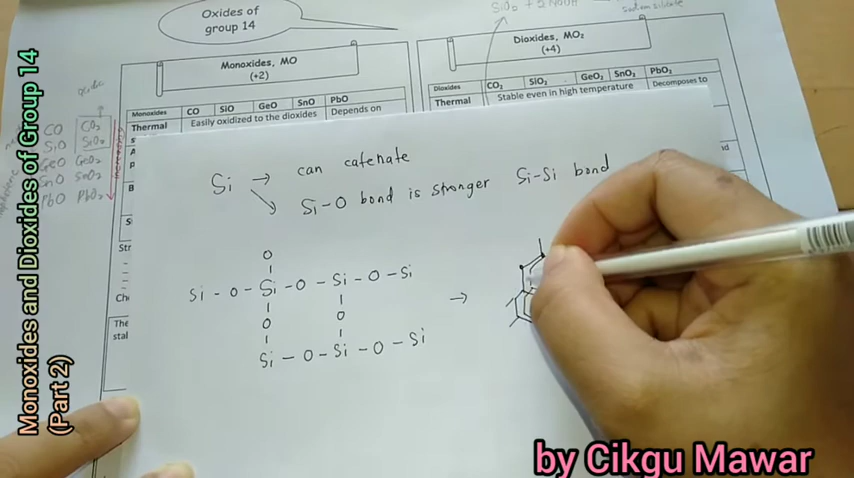 Oxides of
group 14
Monoxides, MO
(+2)
Dioxides, MO₂
(+4)
SiO₂ + 2 NaOH
Monoxides CO SiO GeO SnO PbO
Thermal Easily oxidized to the dioxides Depends on
Dioxides CO₂ SiO₂ GeO₂ SnO₂ PbO₂
Thermal Stable even in high temperature Decomposes to
CO CO₂
SiO SiO₂
GeO GeO₂
SnO SnO₂
PbO PbO₂
Si → can catenate
Si-O bond is stronger Si-Si bond
O
Si - O - Si - O - Si - O - Si
→
O O
Si - O - Si - O - Si
Monoxides and Dioxides of Group 14
(Part 2)
by Cikgu Mawar